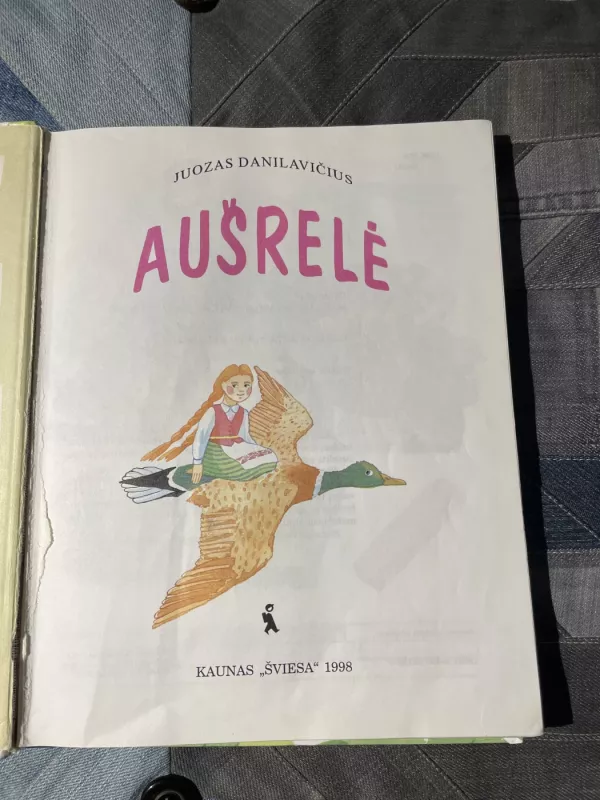 JUOZAS DANILAVIČIUS
AUŠRELĖ
KAUNAS „ŠVIESA“ 1998